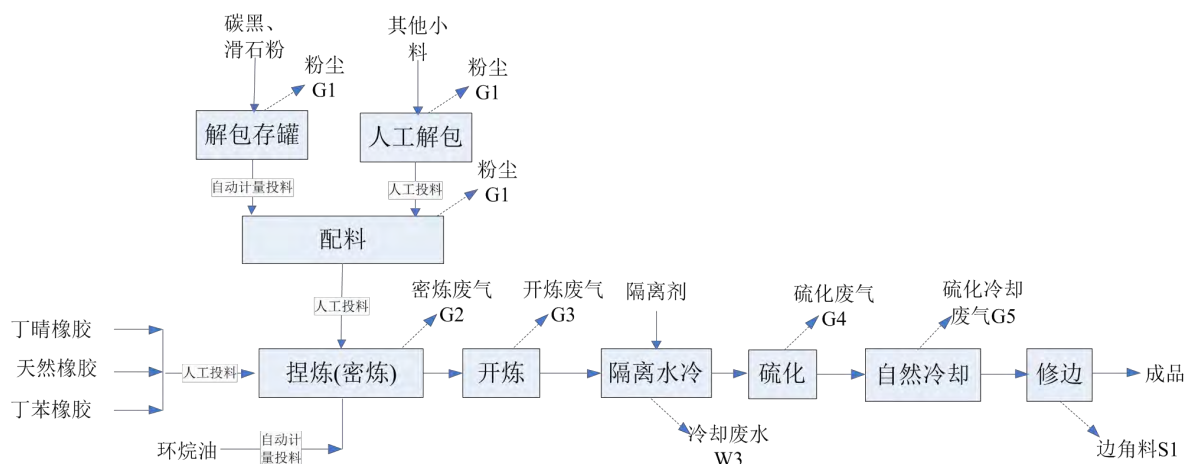 碳黑、
滑石粉
其他小
料
粉尘
G1
粉尘
G1
解包存罐
人工解包
粉尘
G1
自动计量投料
人工投料
配料
人工投料
密炼废气
G2
开炼废气
G3
隔离剂
硫化废气
G4
硫化冷却
废气G5
丁晴橡胶
天然橡胶
丁苯橡胶
人工投料
捏炼(密炼)
开炼
隔离水冷
硫化
自然冷却
修边
成品
环烷油
自动计
量投料
冷却废水
W3
边角料S1